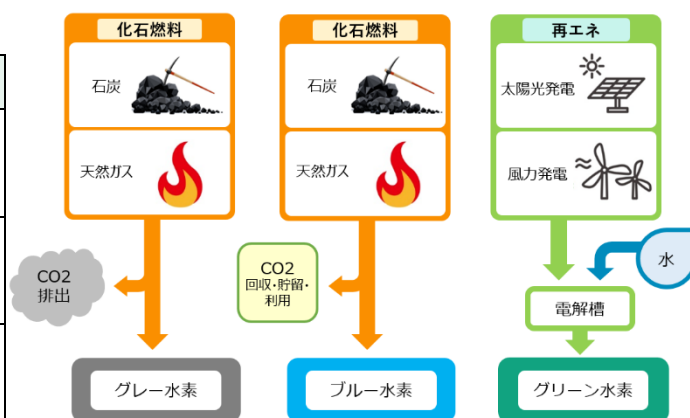 化石燃料
石炭
天然ガス
CO2
排出
グレー水素
化石燃料
石炭
天然ガス
CO2
回収・貯留・
利用
ブルー水素
再エネ
太陽光発電
風力発電
水
電解槽
グリーン水素